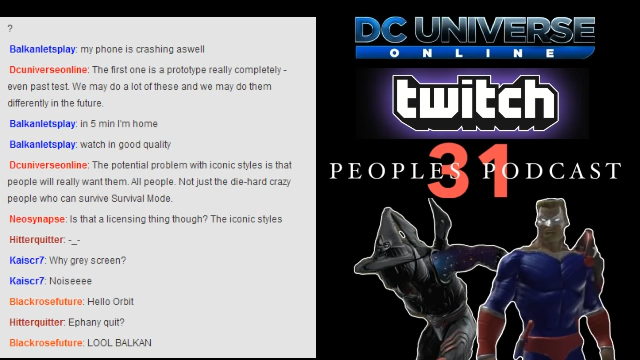 ?
Balkanletsplay: my phone is crashing aswell
Dcuniverseonline: The first one is a prototype really completely -
even past test. We may do a lot of these and we may do them
differently in the future.
Balkanletsplay: in 5 min I'm home
Balkanletsplay: watch in good quality
Dcuniverseonline: The potential problem with iconic styles is that
people will really want them. All people. Not just the die-hard crazy
people who can survive Survival Mode.
Neosynapse: Is that a licensing thing though? The iconic styles
Hitterquitter: -_-
Kaiscr7: Why grey screen?
Kaiscr7: Noiseeee
Blackrosefuture: Hello Orbit
Hitterquitter: Ephany quit?
Blackrosefuture: LOOL BALKAN
DC UNIVERSE
ONLINE
twitch
31
PEOPLES PODCAST